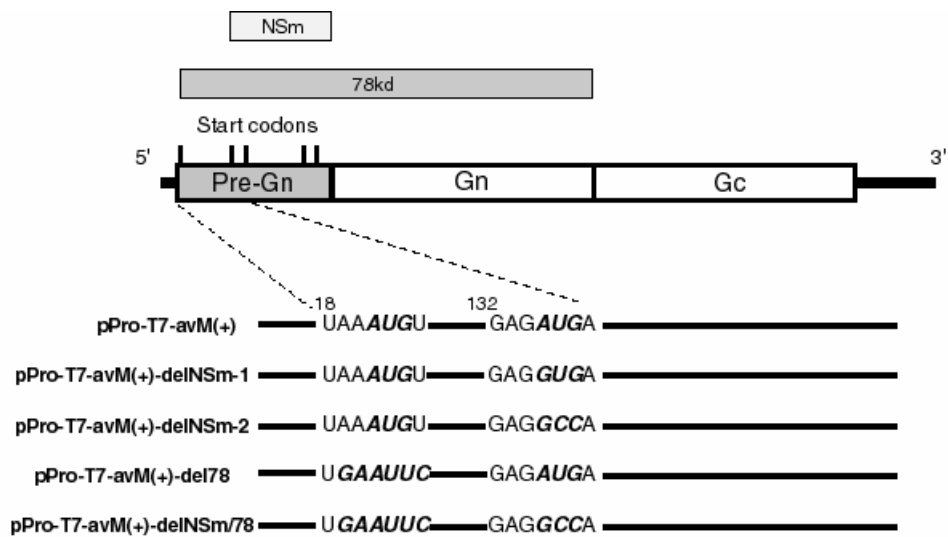 NSm
78kd
Start codons
5' 3'
Pre-Gn Gn Gc
18 132
pPro-T7-avM(+) UAAAUGU GAGAUGA
pPro-T7-avM(+)-delNSm-1 UAAAUGU GAGGUGA
pPro-T7-avM(+)-delNSm-2 UAAAUGU GAGGCCA
pPro-T7-avM(+)-del78 UGAAUUC GAGAUGA
pPro-T7-avM(+)-delNSm/78 UGAAUUC GAGGCCA